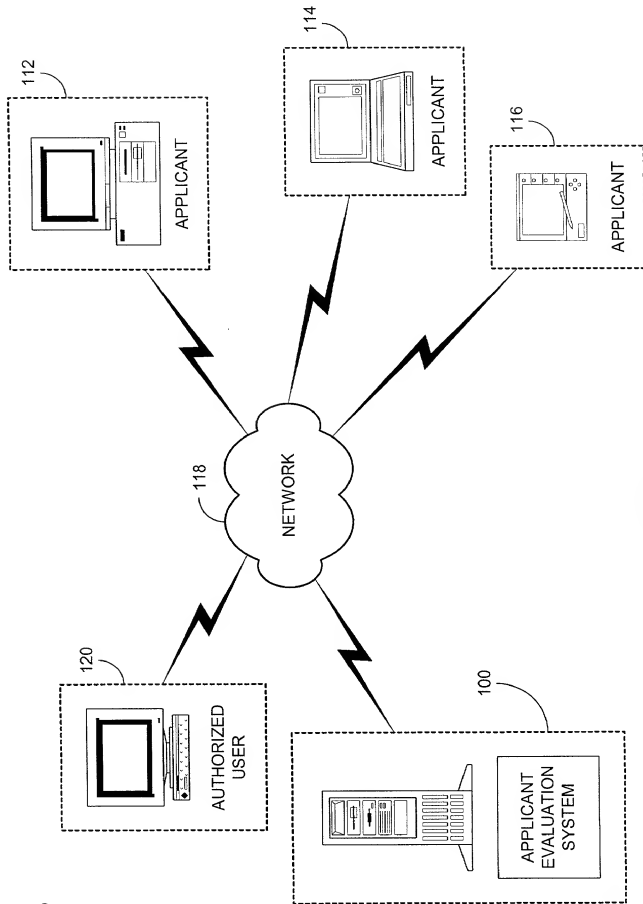 120
AUTHORIZED
USER
118
NETWORK
112
APPLICANT
114
APPLICANT
116
APPLICANT
100
APPLICANT
EVALUATION
SYSTEM